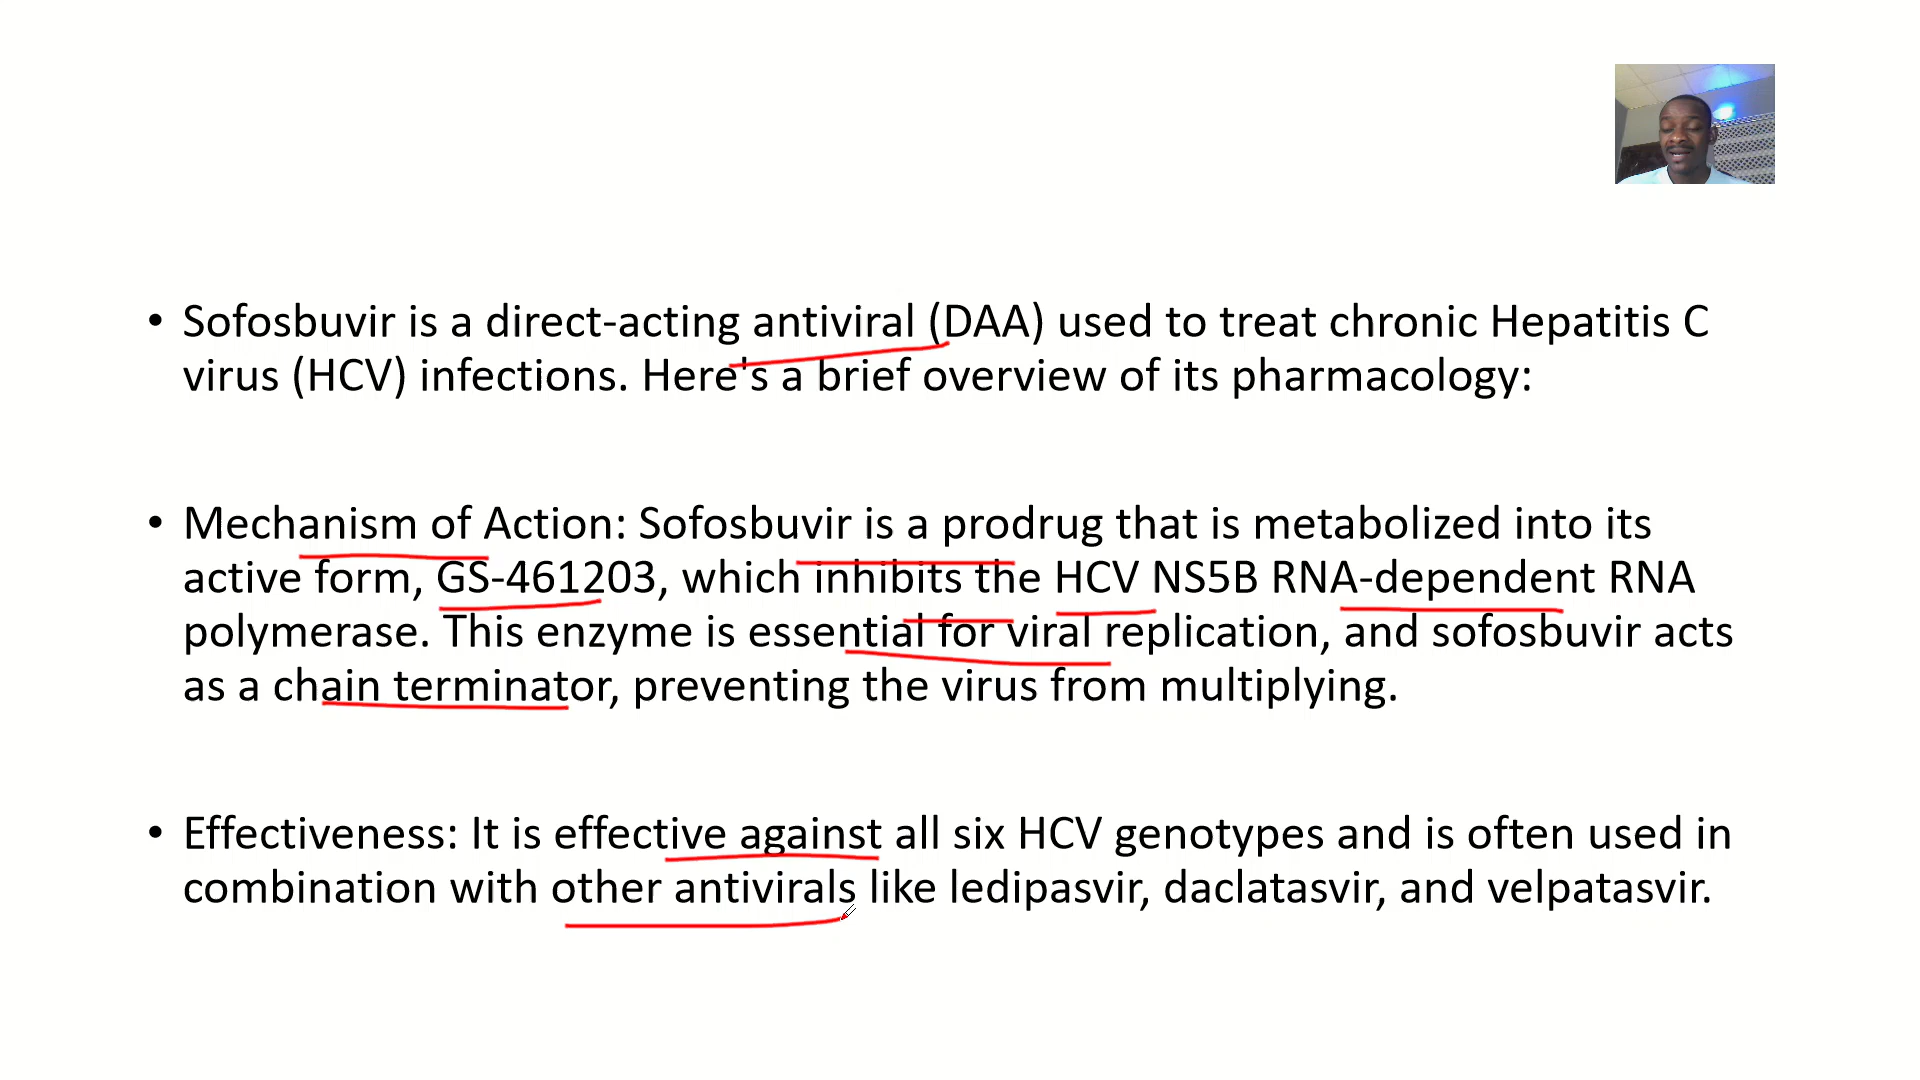 • Sofosbuvir is a direct-acting antiviral (DAA) used to treat chronic Hepatitis C
virus (HCV) infections. Here's a brief overview of its pharmacology:
• Mechanism of Action: Sofosbuvir is a prodrug that is metabolized into its
active form, GS-461203, which inhibits the HCV NS5B RNA-dependent RNA
polymerase. This enzyme is essential for viral replication, and sofosbuvir acts
as a chain terminator, preventing the virus from multiplying.
• Effectiveness: It is effective against all six HCV genotypes and is often used in
combination with other antivirals like ledipasvir, daclatasvir, and velpatasvir.